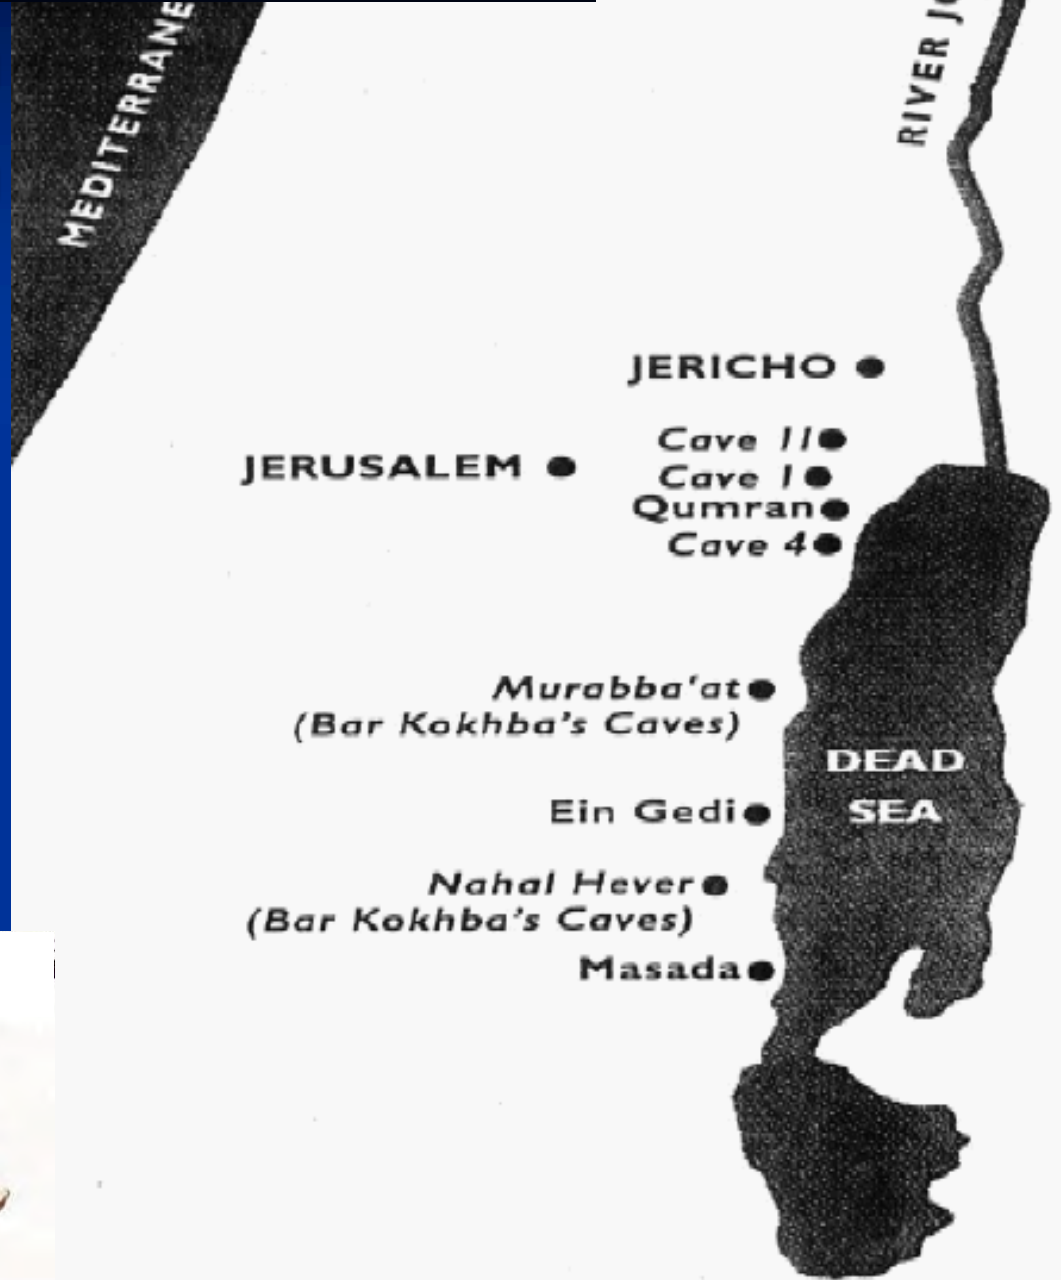 MEDITERRANE
RIVER JO
JERICHO
Cave 11
JERUSALEM
Cave 1
Qumran
Cave 4
Murabba'at
(Bar Kokhba's Caves)
DEAD
SEA
Ein Gedi
Nahal Hever
(Bar Kokhba's Caves)
Masada